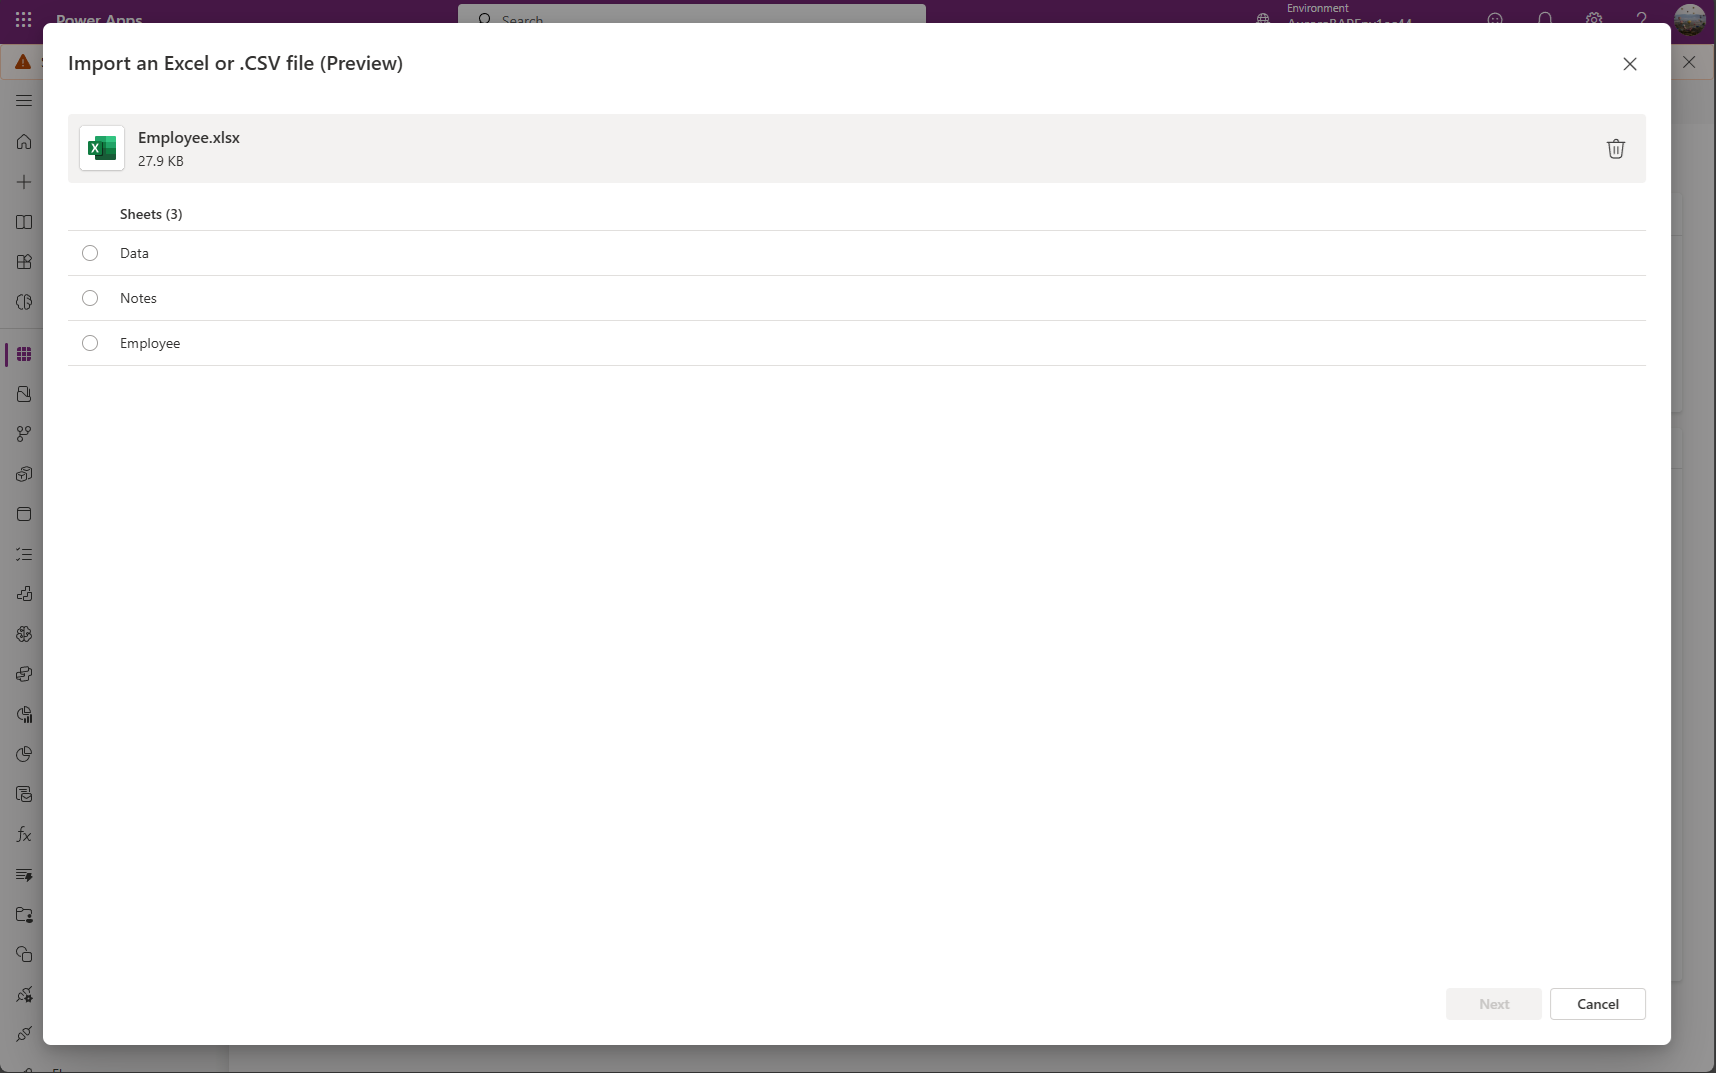 Power Apps
Search
Environment
Import an Excel or .CSV file (Preview)
Employee.xlsx
27.9 KB
Sheets (3)
Data
Notes
Employee
Next
Cancel